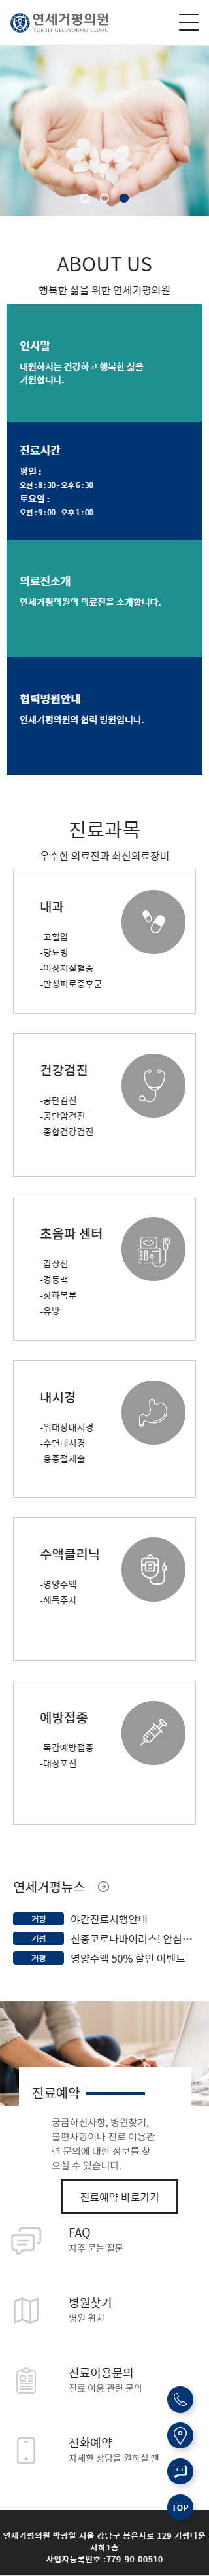 연세거평의원
YONSEI GEOPYOUNG CLINIC
ABOUT US
행복한 삶을 위한 연세거평의원
인사말
내원하시는 건강하고 행복한 삶을
기원합니다.
진료시간
평일 :
오전 : 8 : 30 - 오후 6 : 30
토요일 :
오전 : 9 : 00 - 오후 1 : 00
의료진소개
연세거평의원의 의료진을 소개합니다.
협력병원안내
연세거평의원의 협력 병원입니다.
진료과목
우수한 의료진과 최신의료장비
내과
-고혈압
-당뇨병
-이상지질혈증
-만성피로증후군
건강검진
-공단검진
-공단암건진
-종합건강검진
초음파 센터
-갑상선
-경동맥
-상하복부
-유방
내시경
-위대장내시경
-수면내시경
-용종절제술
수액클리닉
-영양수액
-해독주사
예방접종
-독감예방접종
-대상포진
연세거평뉴스
거평 야간진료시행안내
거평 신종코로나바이러스! 안심…
거평 영양수액 50% 할인 이벤트
진료예약
궁금하신사항, 병원찾기,
불편사항이나 진료 이용관
련 문의에 대한 정보를 찾
으실 수 있습니다.
진료예약 바로가기
FAQ
자주 묻는 질문
병원찾기
병원 위치
진료이용문의
진료 이용 관련 문의
전화예약
자세한 상담을 원하실 땐
TOP
연세거평의원 박광일 서울 강남구 봉은사로 129 거평타운
지하1층
사업자등록번호 :779-90-00510